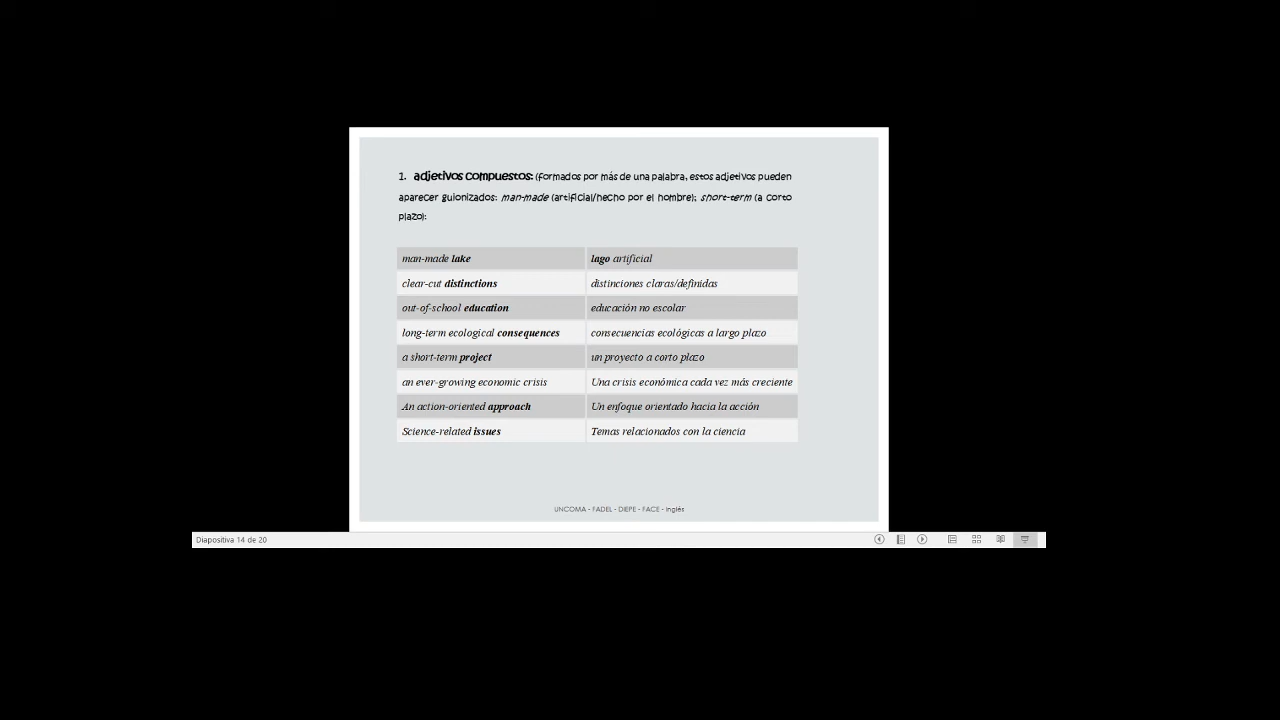 1. adjetivos compuestos: (formados por más de una palabra, estos adjetivos pueden
aparecer guionizados: man-made (artificial/hecho por el hombre); short-term (a corto
plazo):
man-made lake lago artificial
clear-cut distinctions distinciones claras/definidas
out-of-school education educación no escolar
long-term ecological consequences consecuencias ecológicas a largo plazo
a short-term project un proyecto a corto plazo
an ever-growing economic crisis Una crisis económica cada vez más creciente
An action-oriented approach Un enfoque orientado hacia la acción
Science-related issues Temas relacionados con la ciencia
UNCOMA - FADEL - DIEPE - FACE - Inglés
Diapositiva 14 de 20